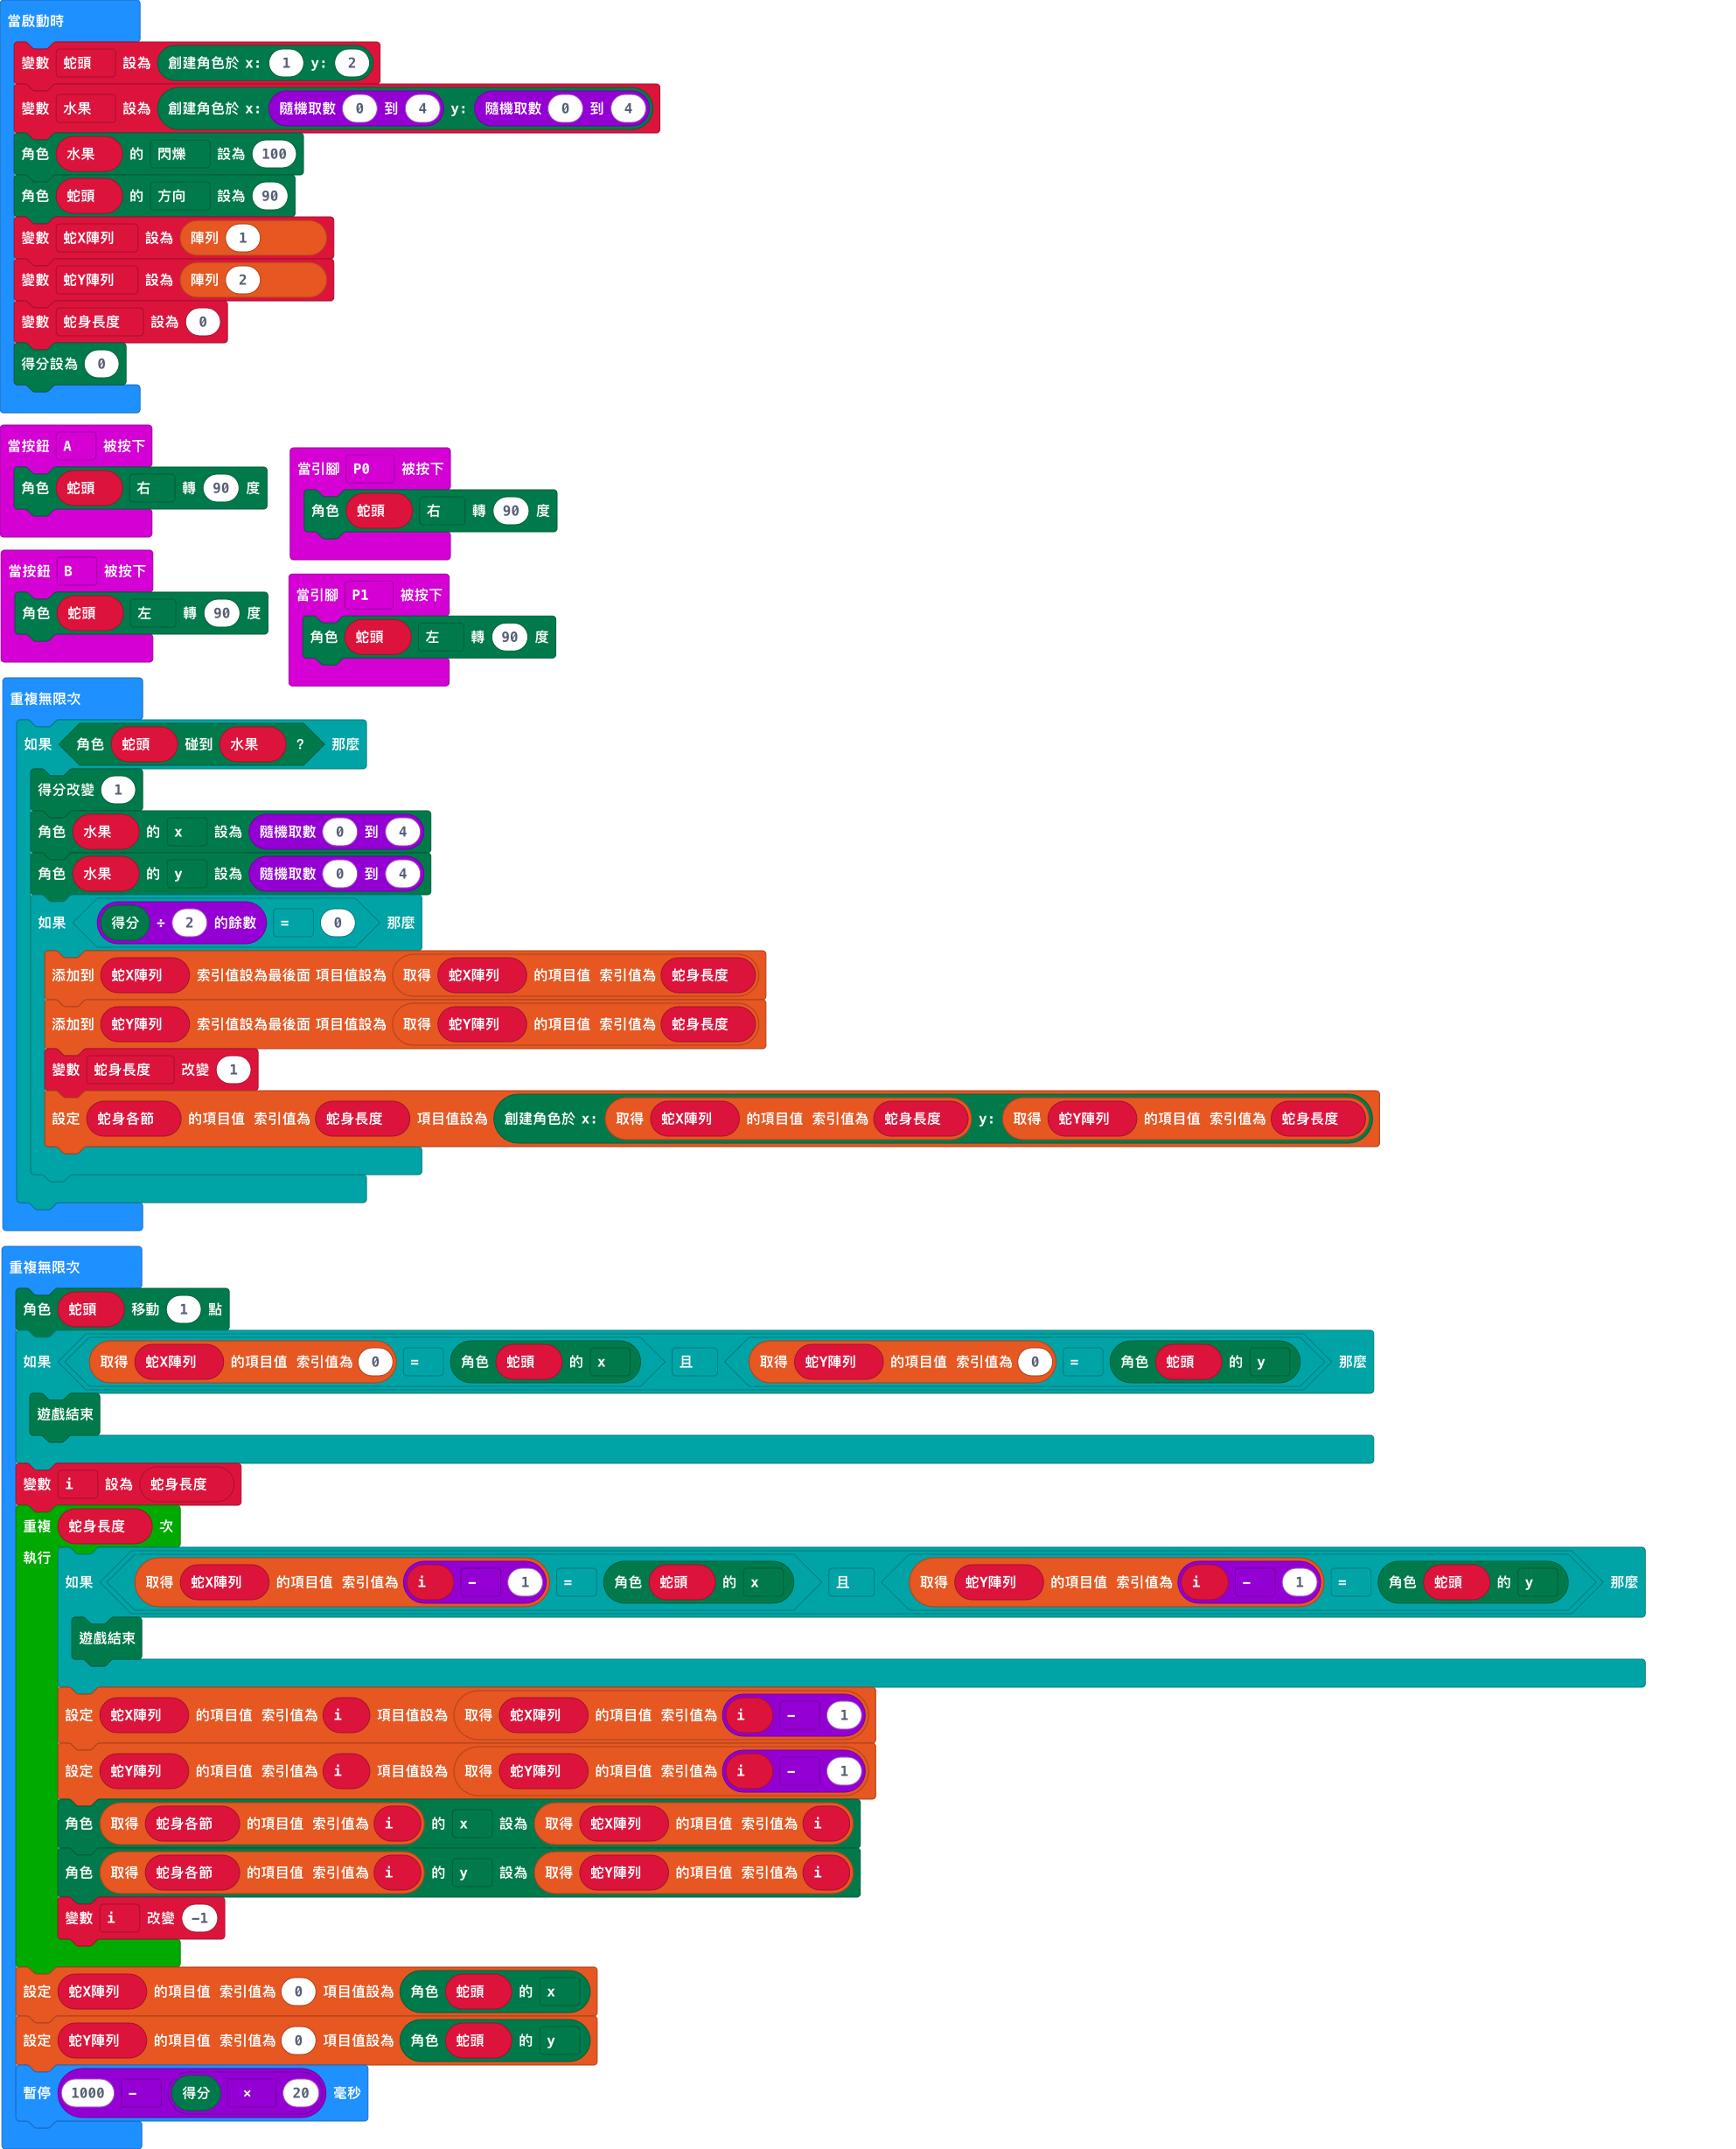 當啟動時
變數 蛇頭 設為 創建角色於 x: 1 y: 2
變數 水果 設為 創建角色於 x: 隨機取數 0 到 4 y: 隨機取數 0 到 4
角色 水果 的 閃爍 設為 100
角色 蛇頭 的 方向 設為 90
變數 蛇X陣列 設為 陣列 1
變數 蛇Y陣列 設為 陣列 2
變數 蛇身長度 設為 0
得分設為 0
當按鈕 A 被按下
角色 蛇頭 右 轉 90 度
當引腳 P0 被按下
角色 蛇頭 右 轉 90 度
當按鈕 B 被按下
角色 蛇頭 左 轉 90 度
當引腳 P1 被按下
角色 蛇頭 左 轉 90 度
重複無限次
如果 角色 蛇頭 碰到 水果 ? 那麼
得分改變 1
角色 水果 的 x 設為 隨機取數 0 到 4
角色 水果 的 y 設為 隨機取數 0 到 4
如果 得分 ÷ 2 的餘數 = 0 那麼
添加到 蛇X陣列 索引值設為最後面 項目值設為 取得 蛇X陣列 的項目值 索引值為 蛇身長度
添加到 蛇Y陣列 索引值設為最後面 項目值設為 取得 蛇Y陣列 的項目值 索引值為 蛇身長度
變數 蛇身長度 改變 1
設定 蛇身各節 的項目值 索引值為 蛇身長度 項目值設為 創建角色於 x: 取得 蛇X陣列 的項目值 索引值為 蛇身長度 y: 取得 蛇Y陣列 的項目值 索引值為 蛇身長度
重複無限次
角色 蛇頭 移動 1 點
如果 取得 蛇X陣列 的項目值 索引值為 0 = 角色 蛇頭 的 x 且 取得 蛇Y陣列 的項目值 索引值為 0 = 角色 蛇頭 的 y 那麼
遊戲結束
變數 i 設為 蛇身長度
重複 蛇身長度 次
執行
如果 取得 蛇X陣列 的項目值 索引值為 i - 1 = 角色 蛇頭 的 x 且 取得 蛇Y陣列 的項目值 索引值為 i - 1 = 角色 蛇頭 的 y 那麼
遊戲結束
設定 蛇X陣列 的項目值 索引值為 i 項目值設為 取得 蛇X陣列 的項目值 索引值為 i - 1
設定 蛇Y陣列 的項目值 索引值為 i 項目值設為 取得 蛇Y陣列 的項目值 索引值為 i - 1
角色 取得 蛇身各節 的項目值 索引值為 i 的 x 設為 取得 蛇X陣列 的項目值 索引值為 i
角色 取得 蛇身各節 的項目值 索引值為 i 的 y 設為 取得 蛇Y陣列 的項目值 索引值為 i
變數 i 改變 -1
設定 蛇X陣列 的項目值 索引值為 0 項目值設為 角色 蛇頭 的 x
設定 蛇Y陣列 的項目值 索引值為 0 項目值設為 角色 蛇頭 的 y
暫停 1000 - 得分 × 20 毫秒